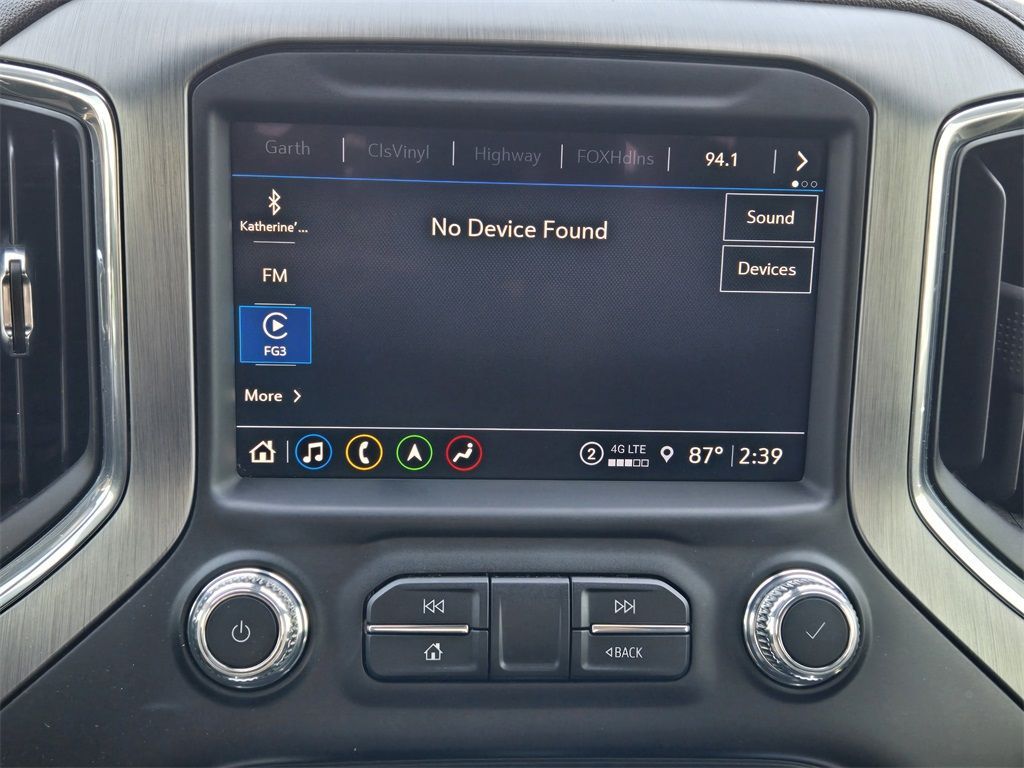 Garth ClsVinyl Highway FOXHdlns 94.1
Katherine'...
No Device Found
Sound
FM
Devices
FG3
More
2 4G LTE 87° 2:39
BACK